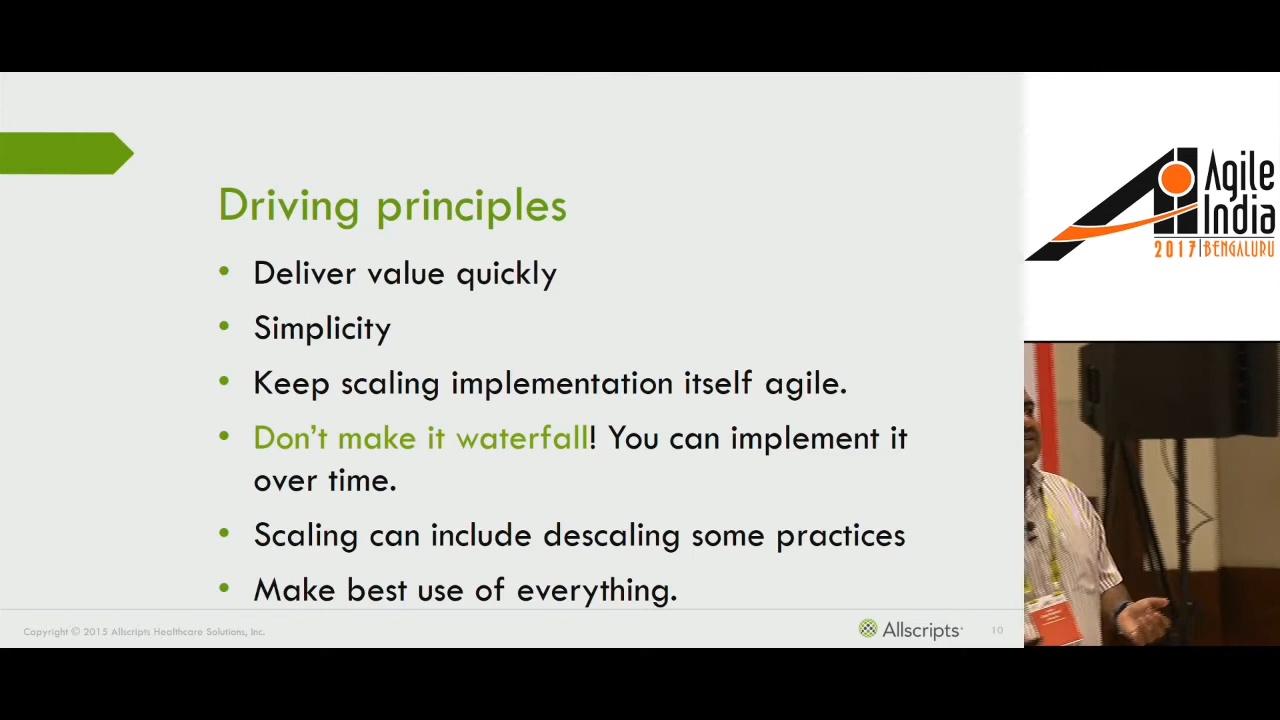 Driving principles
• Deliver value quickly
• Simplicity
• Keep scaling implementation itself agile.
• Don't make it waterfall! You can implement it
over time.
• Scaling can include descaling some practices
• Make best use of everything.
Copyright © 2015 Allscripts Healthcare Solutions, Inc.
Allscripts
10
Agile
India
2017 | BENGALURU